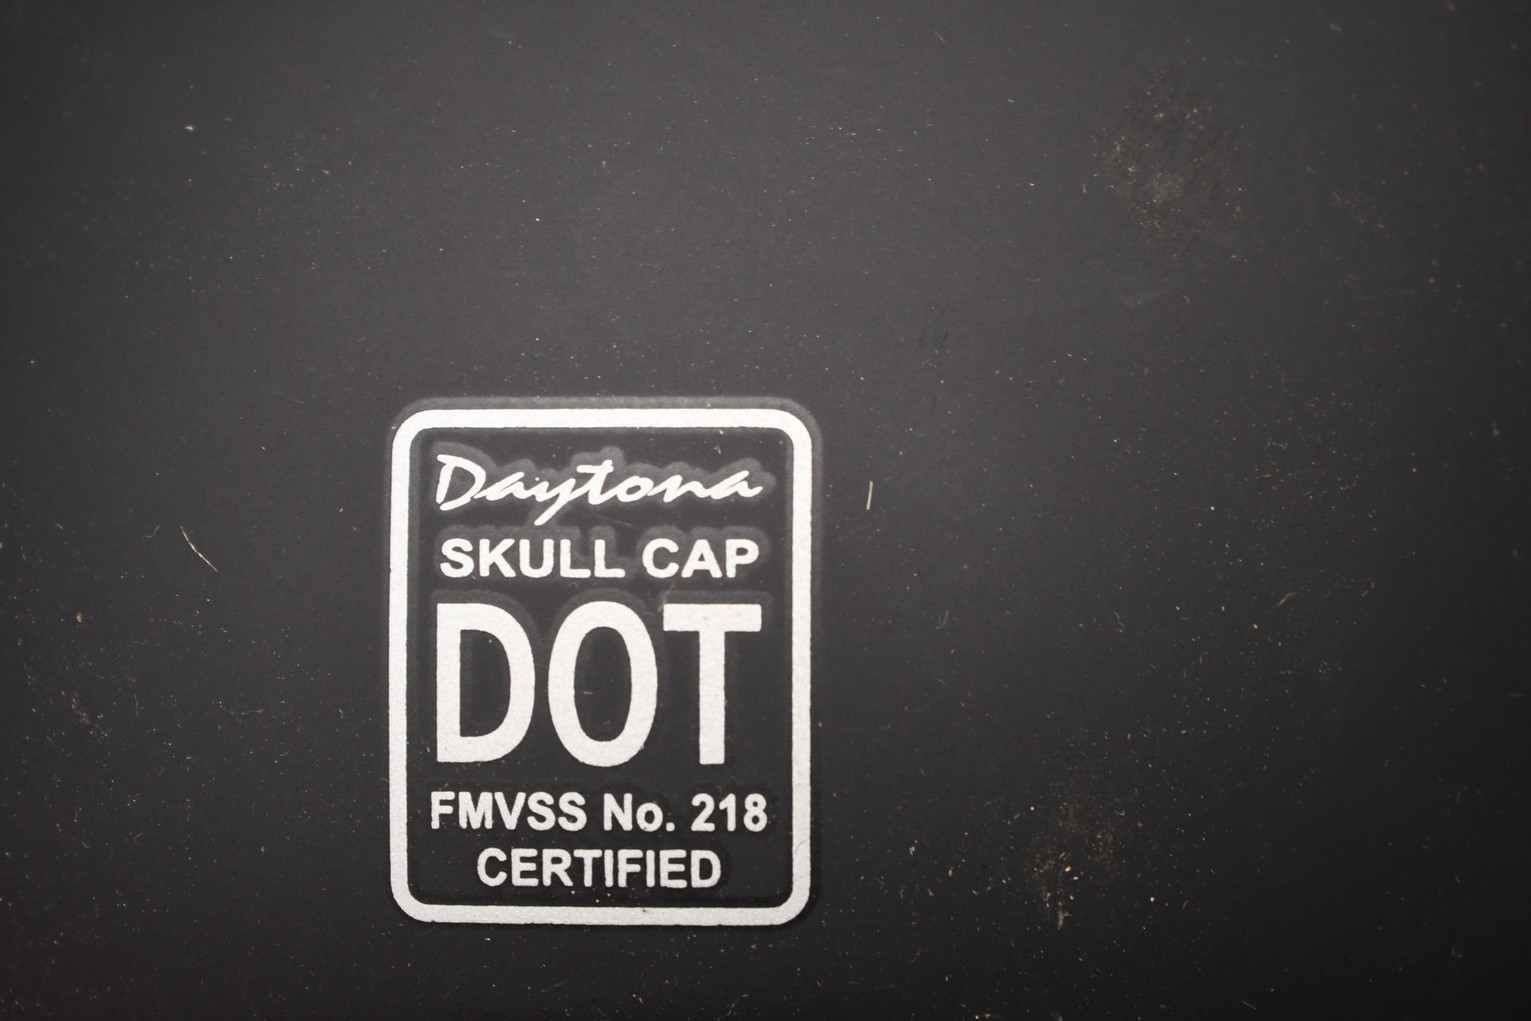 Daytona
SKULL CAP
DOT
FMVSS No. 218
CERTIFIED